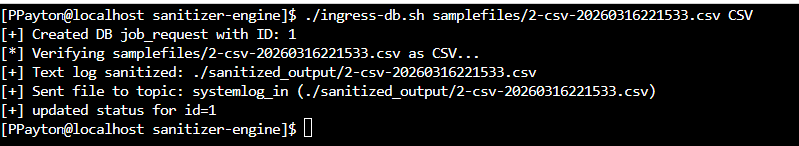 [PPayton@localhost sanitizer-engine]$ ./ingress-db.sh samplefiles/2-csv-20260316221533.csv CSV
[+] Created DB job_request with ID: 1
[*] Verifying samplefiles/2-csv-20260316221533.csv as CSV...
[+] Text log sanitized: ./sanitized_output/2-csv-20260316221533.csv
[+] Sent file to topic: systemlog_in (./sanitized_output/2-csv-20260316221533.csv)
[+] updated status for id=1
[PPayton@localhost sanitizer-engine]$